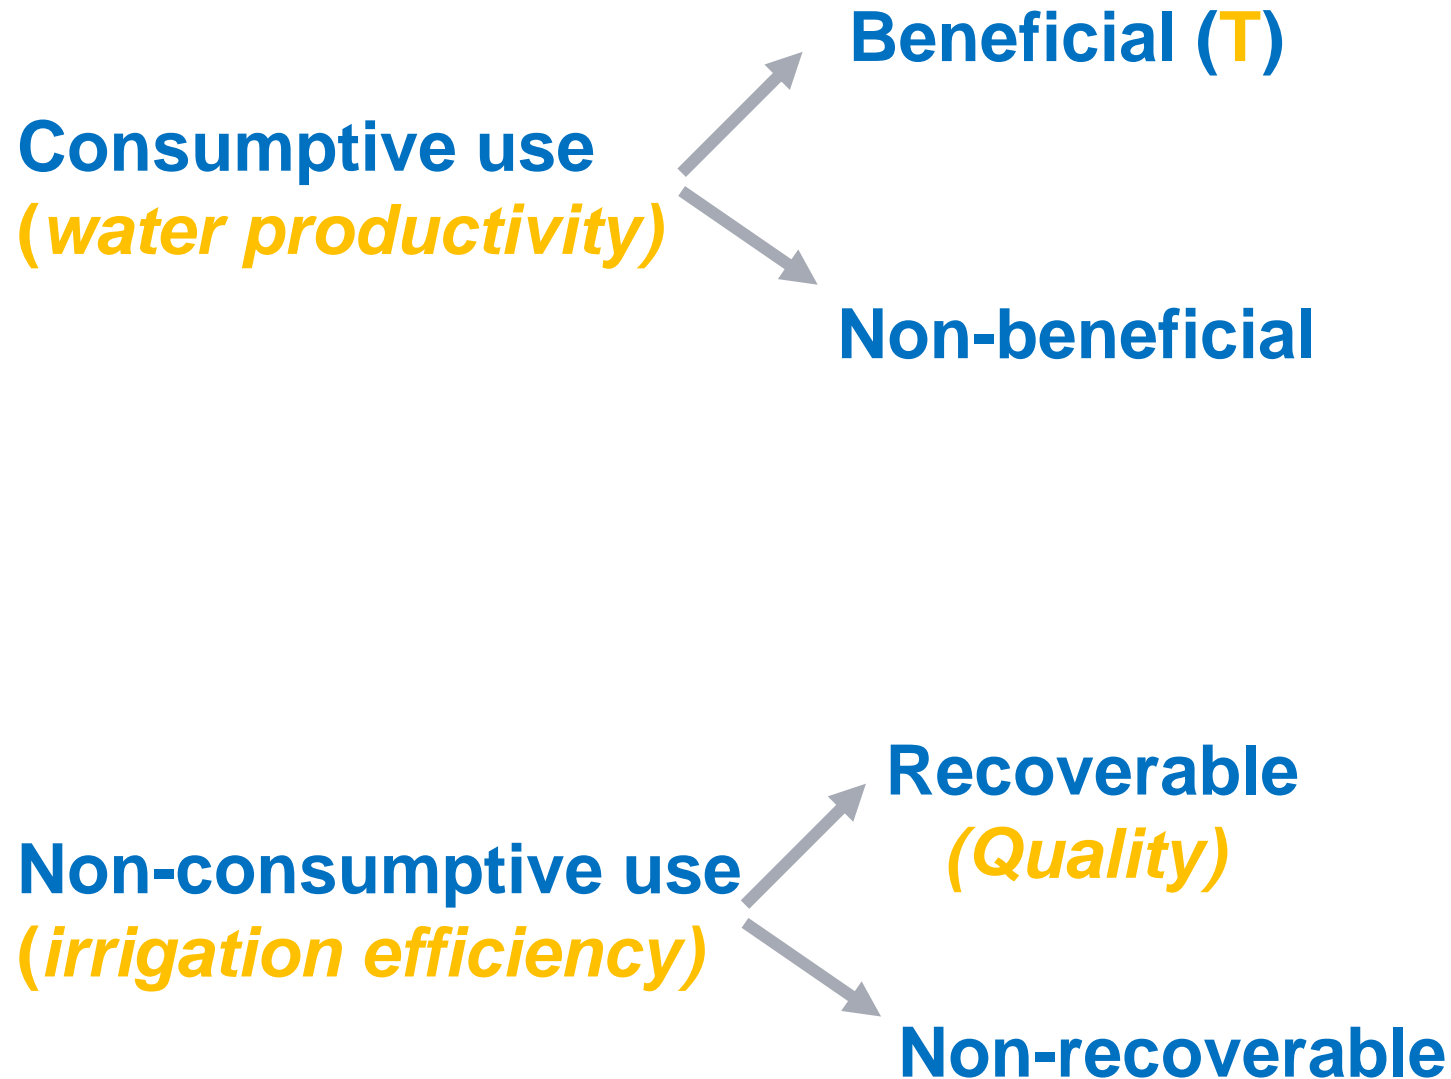 Beneficial (T)
Consumptive use
(water productivity)
Non-beneficial
Recoverable
(Quality)
Non-consumptive use
(irrigation efficiency)
Non-recoverable